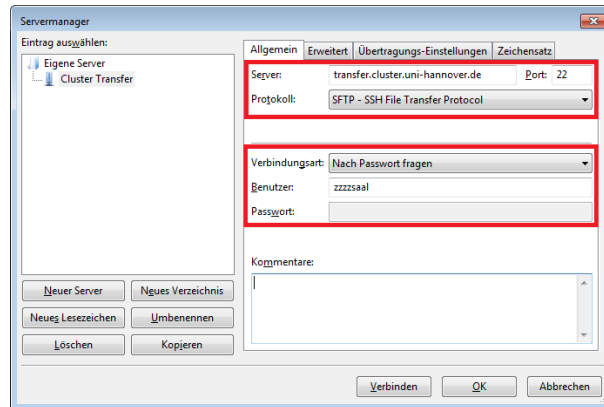 Servermanager
Eintrag auswählen:
Eigene Server
Cluster Transfer
Neuer Server
Neues Verzeichnis
Neues Lesezeichen
Umbenennen
Löschen
Kopieren
Allgemein Erweitert Übertragungs-Einstellungen Zeichensatz
Server: transfer.cluster.uni-hannover.de Port: 22
Protokoll: SFTP - SSH File Transfer Protocol
Verbindungsart: Nach Passwort fragen
Benutzer: zzzzsaal
Passwort:
Kommentare:
Verbinden OK Abbrechen